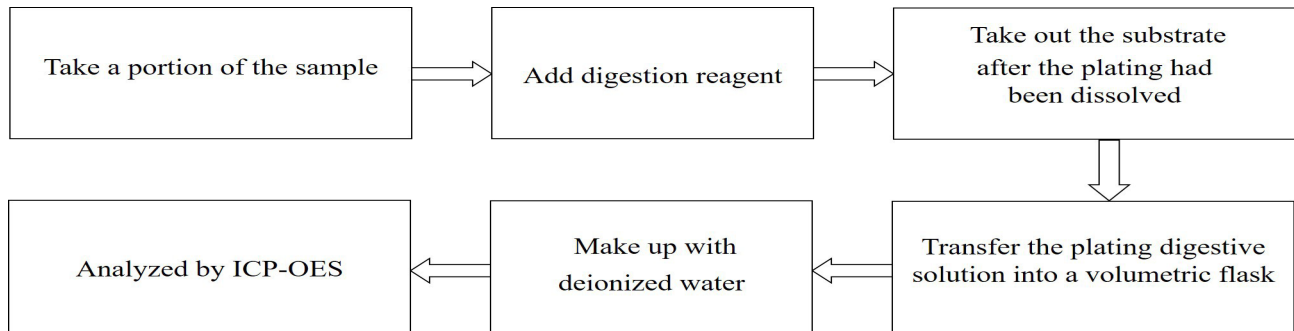 Take a portion of the sample
Add digestion reagent
Take out the substrate
after the plating had
been dissolved
Transfer the plating digestive
solution into a volumetric flask
Make up with
deionized water
Analyzed by ICP-OES